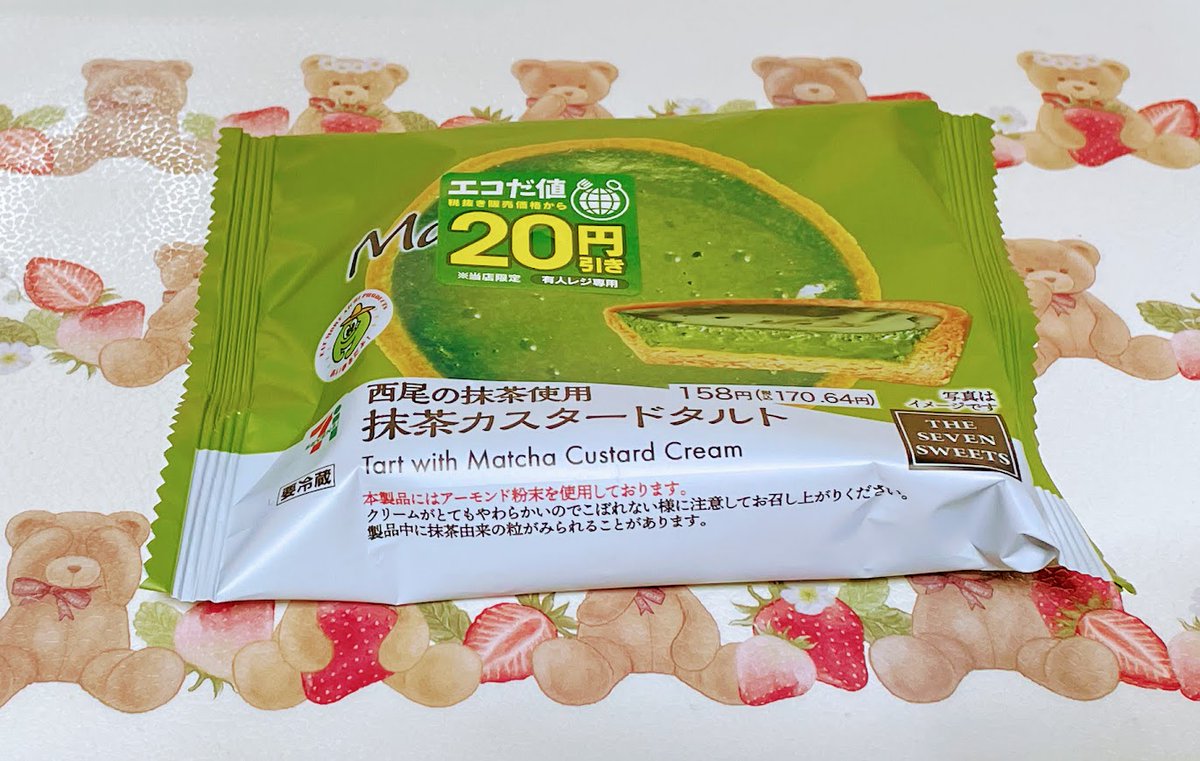 エコだ値
税抜き販売価格から
20円引き
※当店限定 有人レジ専用
Ma
西尾の抹茶使用
158円(税込170.64円)
抹茶カスタードタルト
Tart with Matcha Custard Cream
写真は
イメージです
THE
SEVEN
SWEETS
7
要冷蔵
本製品にはアーモンド粉末を使用しております。
クリームがとてもやわらかいのでこぼれない様に注意してお召し上がりください。
製品中に抹茶由来の粒がみられることがあります。